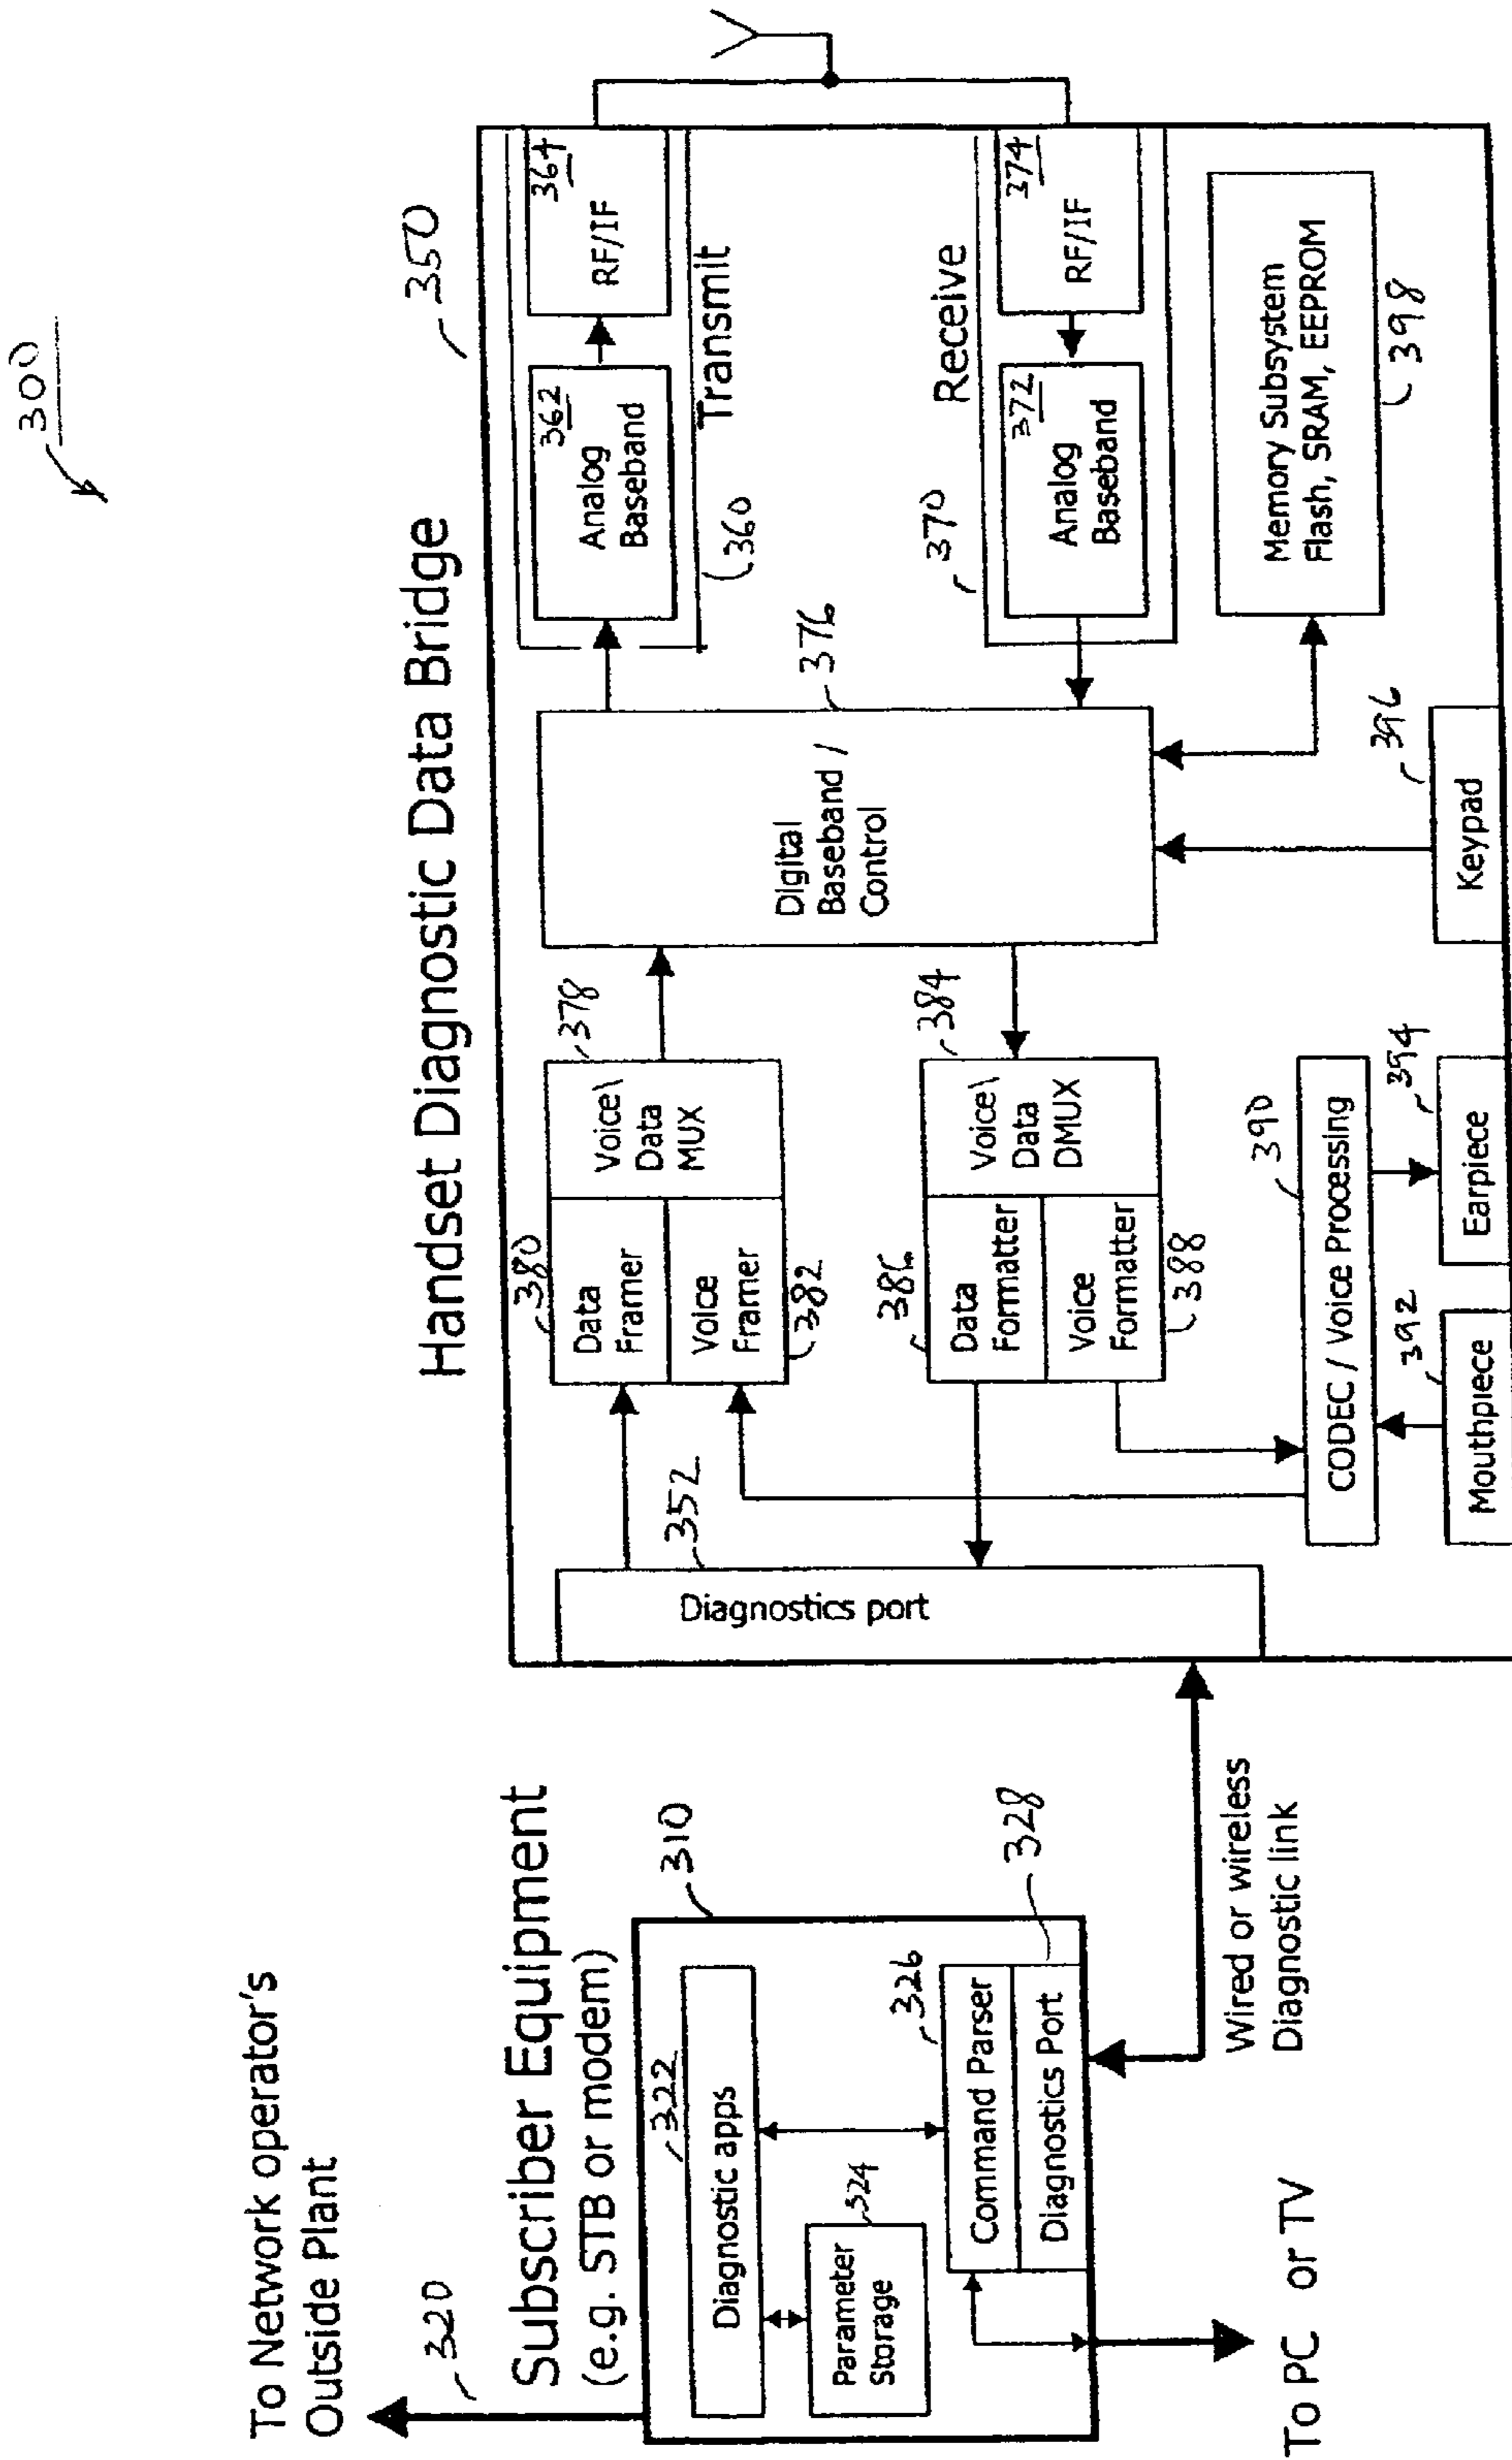 300
Handset Diagnostic Data Bridge
350
To Network operator's
Outside Plant
320
Subscriber Equipment
(e.g. STB or modem)
310
322
Diagnostic apps
Parameter
Storage
324
326
Command Parser
Diagnostics Port
328
To PC or TV
Wired or wireless
Diagnostic link
352
Diagnostics port
380
Data
Framer
Voice
Framer
382
Voice\
Data
MUX
378
386
Data
Formatter
Voice
Formatter
388
Voice\
Data
DMUX
384
Digital
Baseband /
Control
376
362
Analog
Baseband
364
RF/IF
Transmit
360
Receive
370
372
Analog
Baseband
374
RF/IF
Memory Subsystem
Flash, SRAM, EEPROM
398
390
CODEC / Voice Processing
392
Mouthpiece
394
Earpiece
396
Keypad